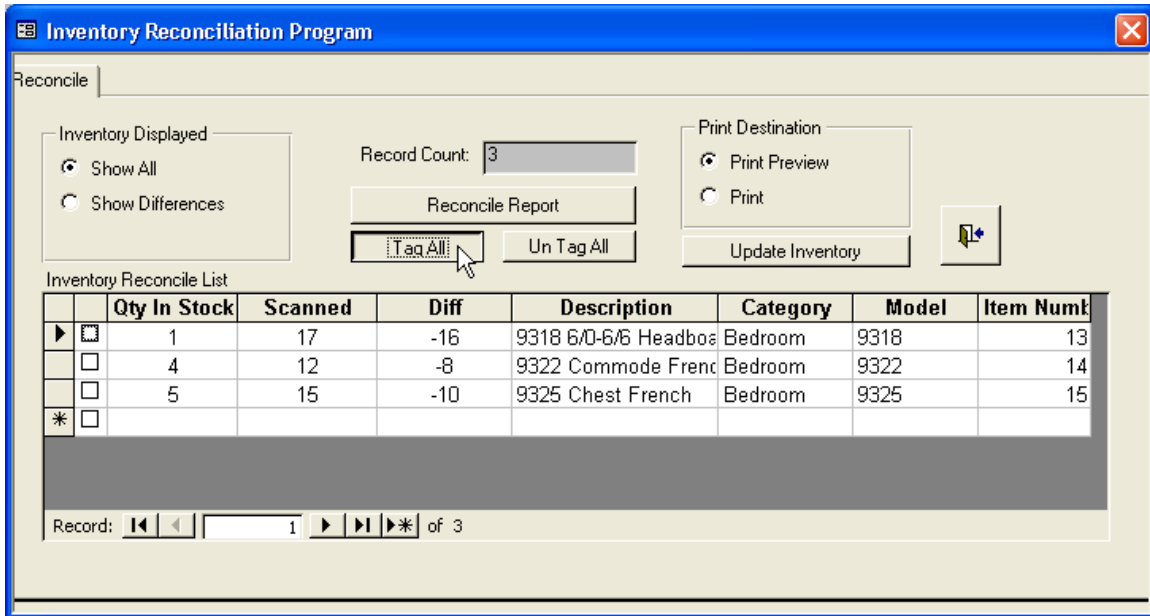 Inventory Reconciliation Program
Reconcile
Inventory Displayed
Show All
Show Differences
Record Count: 3
Reconcile Report
Tag All Un Tag All
Print Destination
Print Preview
Print
Update Inventory
Inventory Reconcile List
Qty In Stock Scanned Diff Description Category Model Item Numb
1 17 -16 9318 6/0-6/6 Headboa Bedroom 9318 13
4 12 -8 9322 Commode Frenc Bedroom 9322 14
5 15 -10 9325 Chest French Bedroom 9325 15
Record: 1 of 3